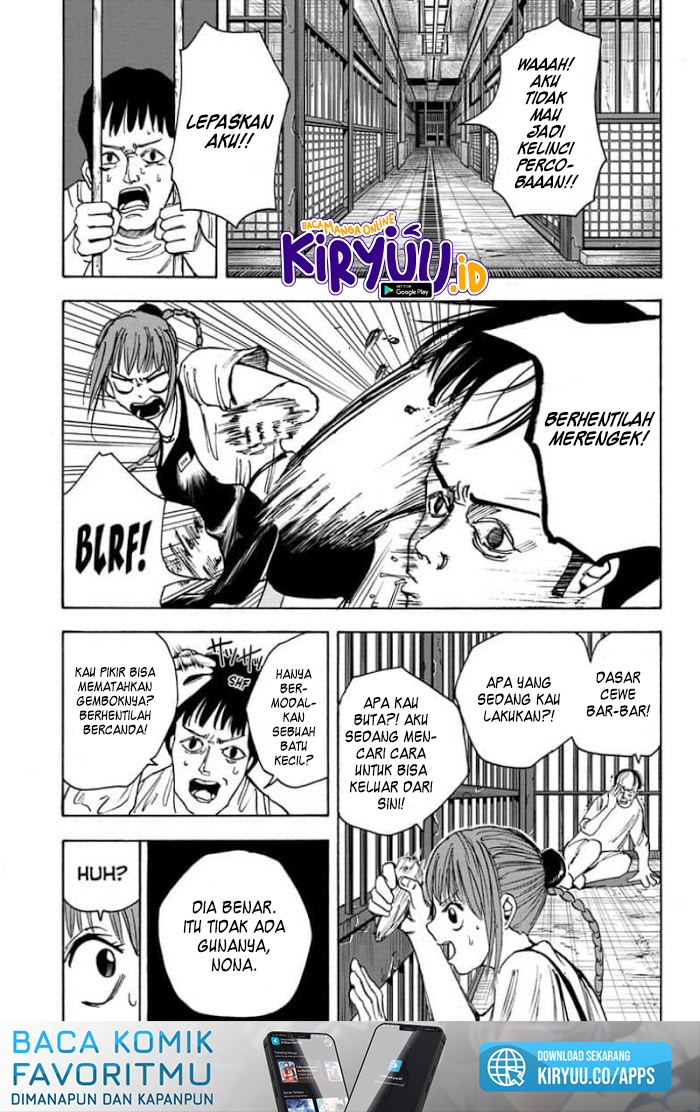 WAAAH!
AKU
TIDAK
MAU
JADI
KELINCI
PERCO-
BAAAN!!
LEPASKAN
AKU!!
BACA MANGA ONLINE
KIRYUU.ID
GET IT ON
Google Play
BERHENTILAH
MERENGEK!
BLRF!
DASAR
CEWE
BAR-BAR!
APA YANG
SEDANG KAU
LAKUKAN?!
APA KAU
BUTA?! AKU
SEDANG MEN-
CARI CARA
UNTUK BISA
KELUAR DARI
SINI!
HANYA
BER-
MODAL-
KAN
SEBUAH
BATU
KECIL?
SHF
KAU PIKIR BISA
MEMATAHKAN
GEMBOKNYA?
BERHENTILAH
BERCANDA!
DIA BENAR.
ITU TIDAK ADA
GUNANYA,
NONA.
HUH?
BACA KOMIK
FAVORITMU
DIMANAPUN DAN KAPANPUN
DOWNLOAD SEKARANG
KIRYUU.CO/APPS